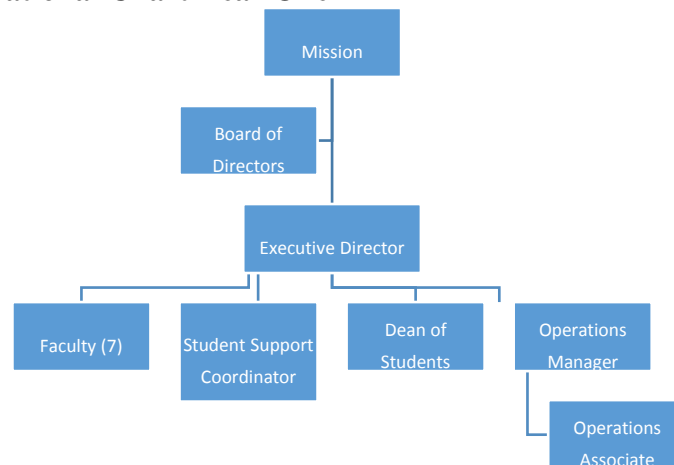 Mission
Board of
Directors
Executive Director
Faculty (7)
Student Support
Coordinator
Dean of
Students
Operations
Manager
Operations
Associate